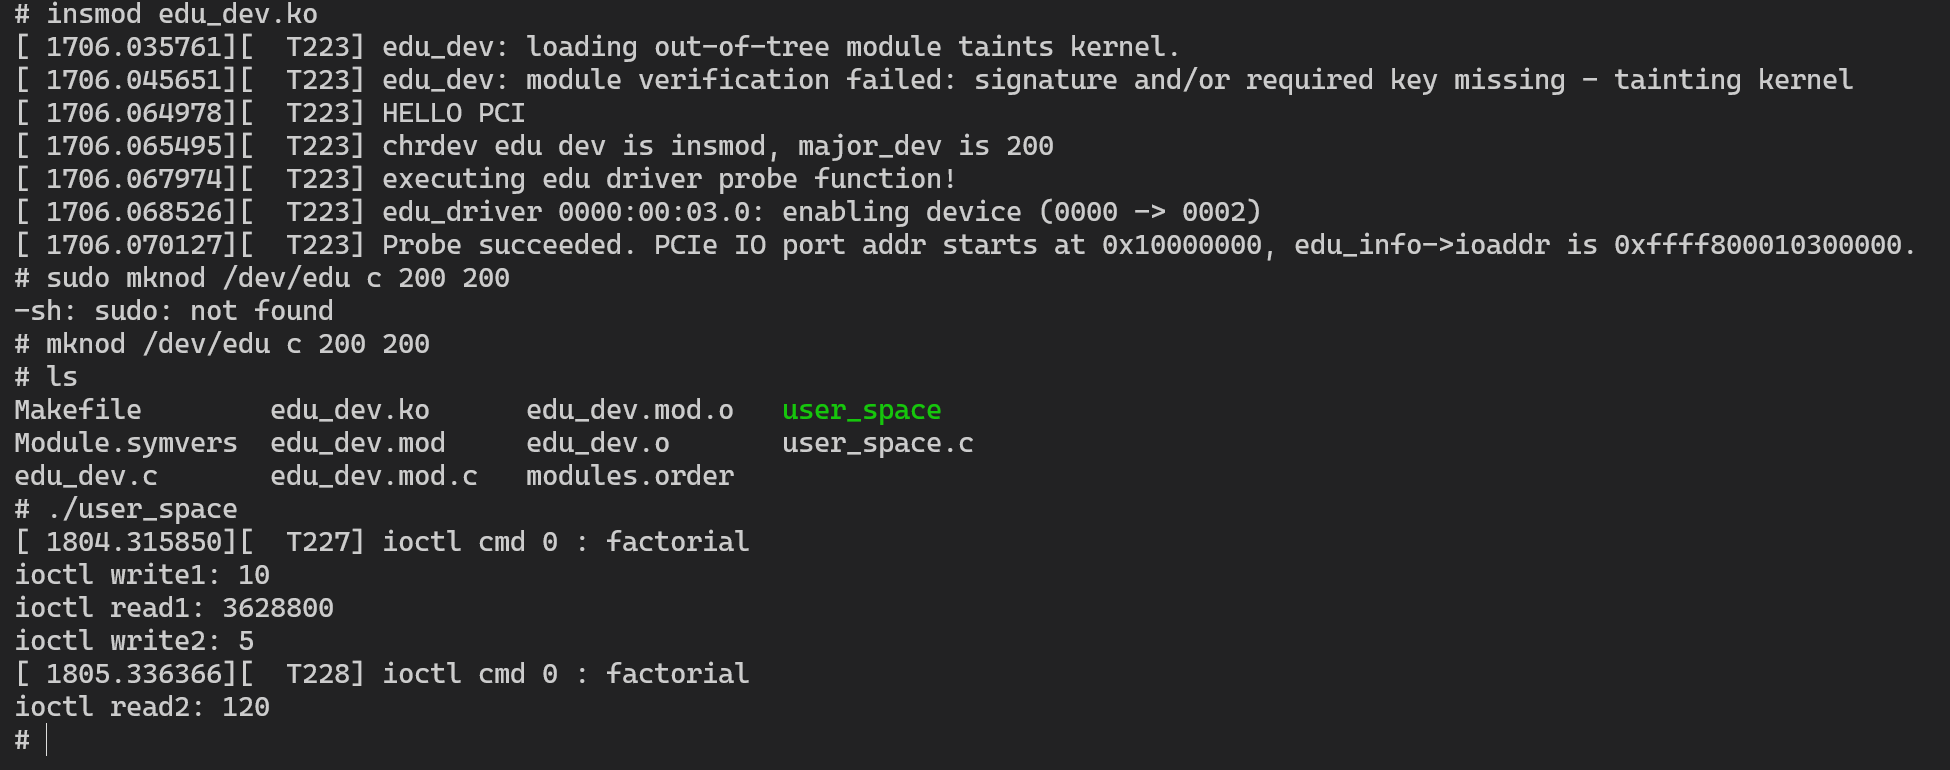 # insmod edu_dev.ko
[ 1706.035761][  T223] edu_dev: loading out-of-tree module taints kernel.
[ 1706.045651][  T223] edu_dev: module verification failed: signature and/or required key missing - tainting kernel
[ 1706.064978][  T223] HELLO PCI
[ 1706.065495][  T223] chrdev edu dev is insmod, major_dev is 200
[ 1706.067974][  T223] executing edu driver probe function!
[ 1706.068526][  T223] edu_driver 0000:00:03.0: enabling device (0000 -> 0002)
[ 1706.070127][  T223] Probe succeeded. PCIe IO port addr starts at 0x10000000, edu_info->ioaddr is 0xffff800010300000.
# sudo mknod /dev/edu c 200 200
-sh: sudo: not found
# mknod /dev/edu c 200 200
# ls
Makefile        edu_dev.ko      edu_dev.mod.o   user_space
Module.symvers  edu_dev.mod     edu_dev.o       user_space.c
edu_dev.c       edu_dev.mod.c   modules.order
# ./user_space
[ 1804.315850][  T227] ioctl cmd 0 : factorial
ioctl write1: 10
ioctl read1: 3628800
ioctl write2: 5
[ 1805.336366][  T228] ioctl cmd 0 : factorial
ioctl read2: 120
#